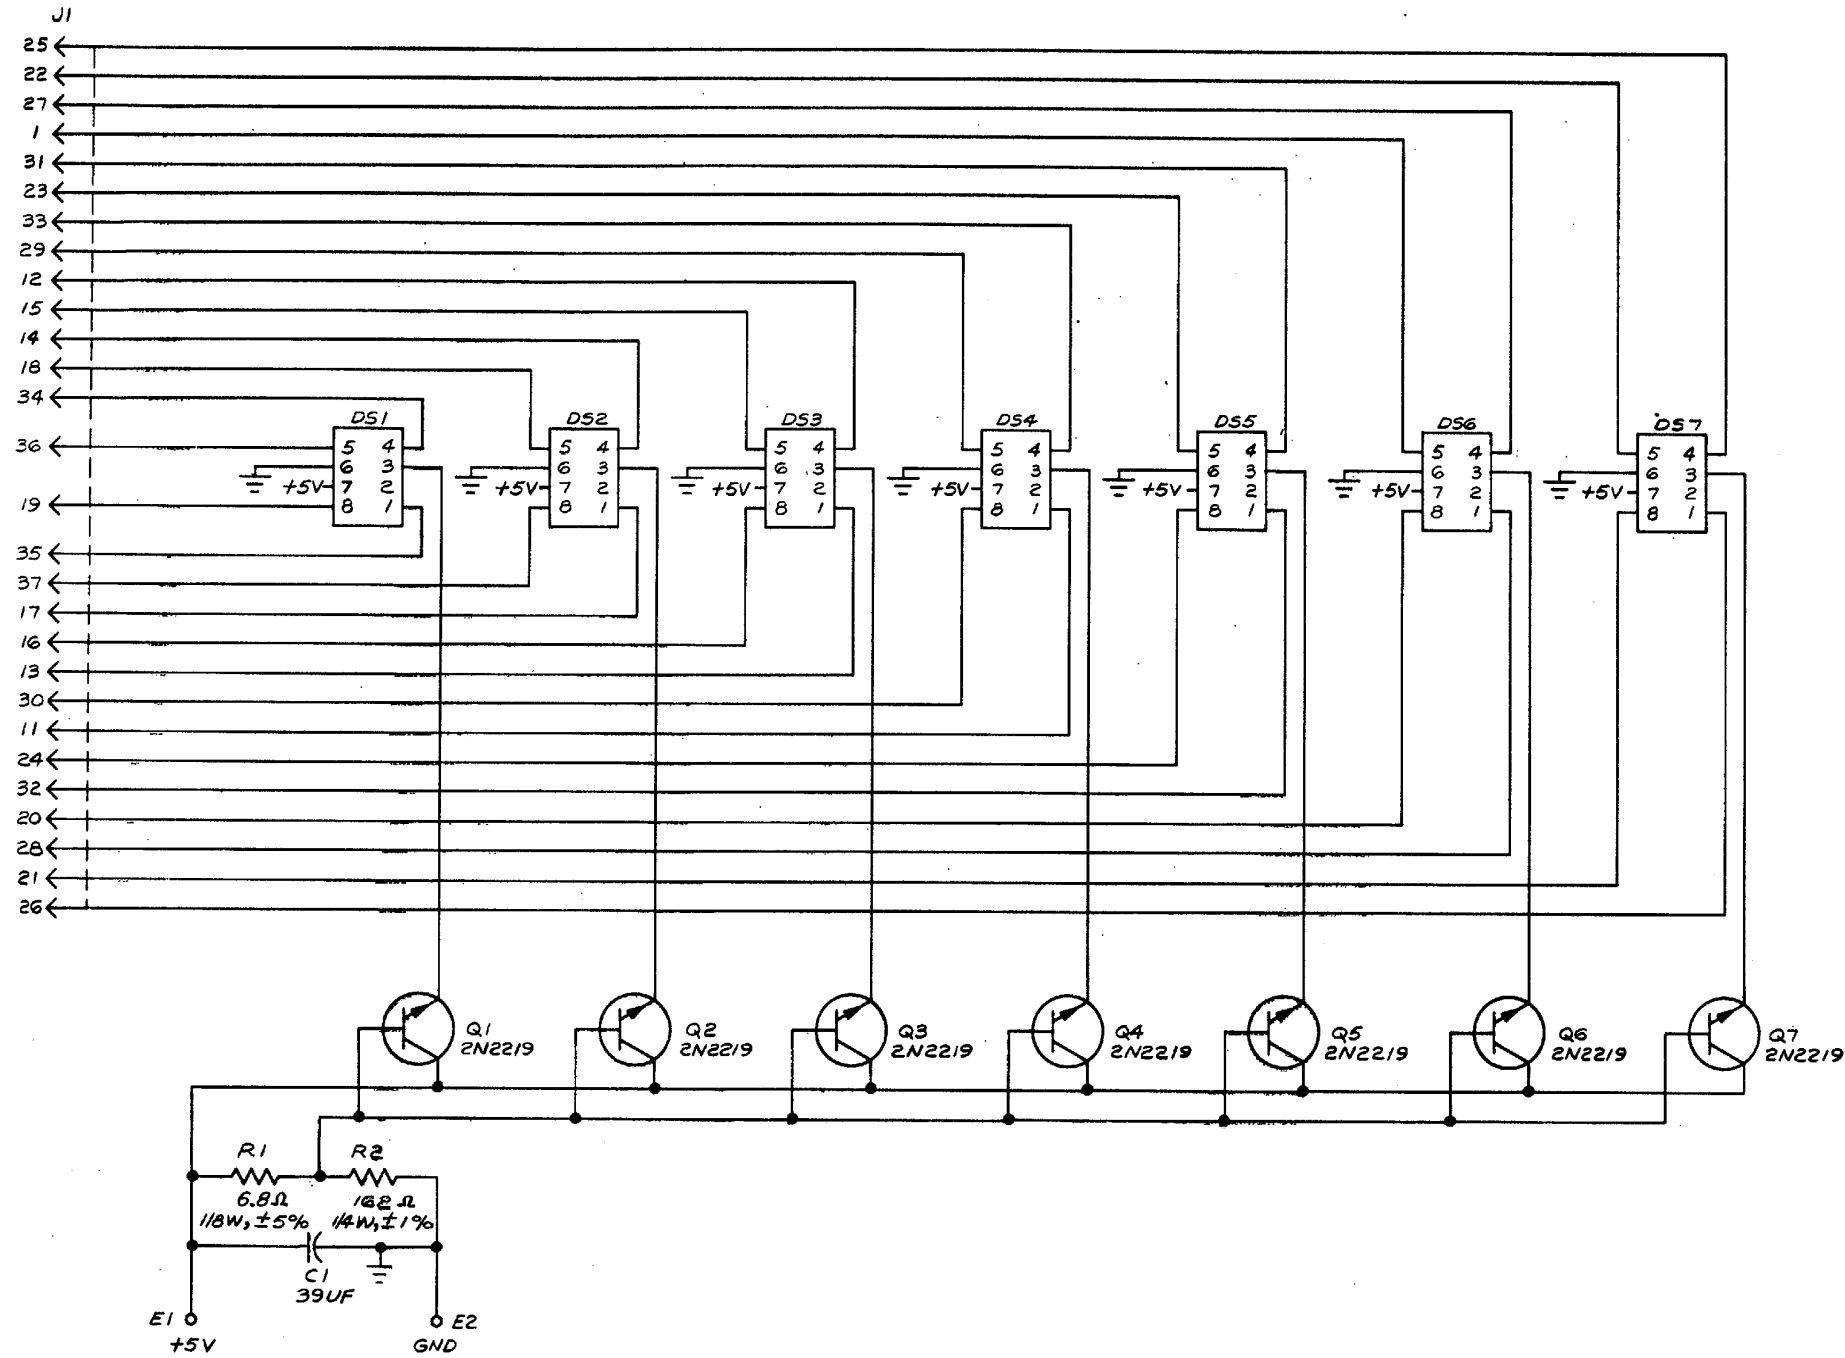 J1
25
22
27
1
31
23
33
29
12
15
14
18
34
36
19
35
37
17
16
13
30
11
24
32
20
28
21
26
DS1
5 4
6 3
+5V 7 2
8 1
DS2
5 4
6 3
+5V 7 2
8 1
DS3
5 4
6 3
+5V 7 2
8 1
DS4
5 4
6 3
+5V 7 2
8 1
DS5
5 4
6 3
+5V 7 2
8 1
DS6
5 4
6 3
+5V 7 2
8 1
DS7
5 4
6 3
+5V 7 2
8 1
Q1
2N2219
Q2
2N2219
Q3
2N2219
Q4
2N2219
Q5
2N2219
Q6
2N2219
Q7
2N2219
R1
6.8Ω
1/8W, ±5%
R2
Ω
1/4W, ±1%
C1
39UF
E1
+5V
E2
GND